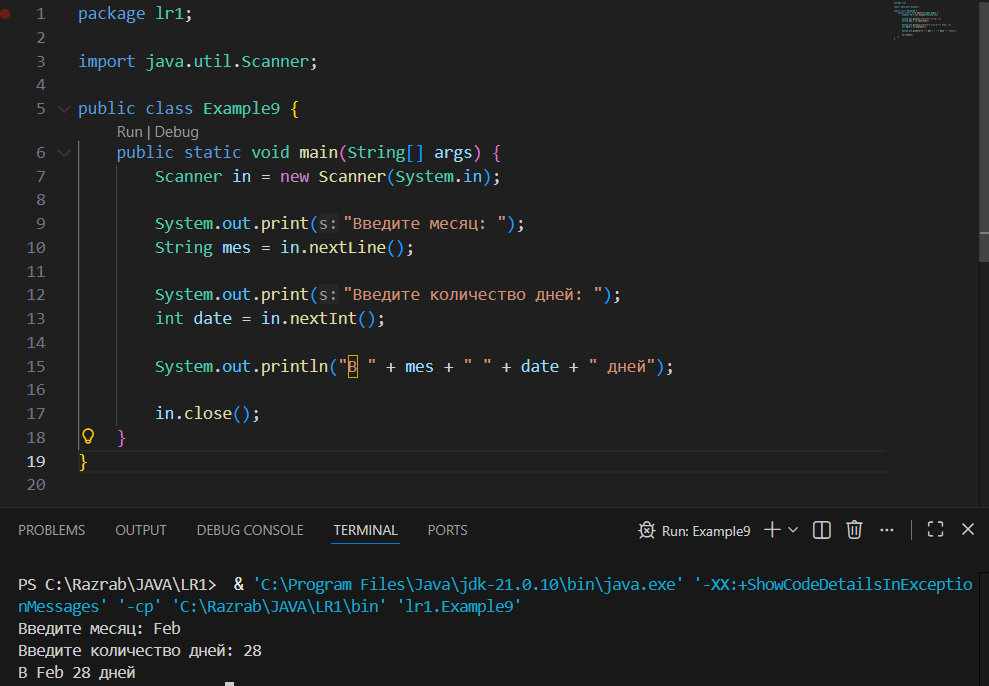 1 package lr1;
2
3 import java.util.Scanner;
4
5 public class Example9 {
Run | Debug
6 public static void main(String[] args) {
7 Scanner in = new Scanner(System.in);
8
9 System.out.print(s: "Введите месяц: ");
10 String mes = in.nextLine();
11
12 System.out.print(s: "Введите количество дней: ");
13 int date = in.nextInt();
14
15 System.out.println("В " + mes + " " + date + " дней");
16
17 in.close();
18 }
19 }
20
PROBLEMS OUTPUT DEBUG CONSOLE TERMINAL PORTS Run: Example9
PS C:\Razrab\JAVA\LR1> & 'C:\Program Files\Java\jdk-21.0.10\bin\java.exe' '-XX:+ShowCodeDetailsInExceptio
nMessages' '-cp' 'C:\Razrab\JAVA\LR1\bin' 'lr1.Example9'
Введите месяц: Feb
Введите количество дней: 28
В Feb 28 дней